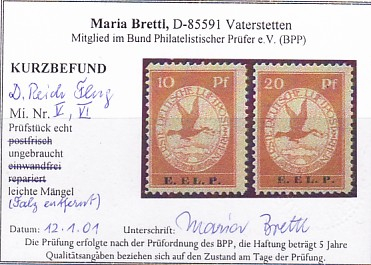 Maria Brettl, D-85591 Vaterstetten
Mitglied im Bund Philatelistischer Prüfer e.V. (BPP)
KURZBEFUND
D. Reich Flug
Mi. Nr. V, VI
Prüfstück echt
postfrisch
ungebraucht
einwandfrei
repariert
leichte Mängel
(Falz entfernt)
10 Pf
E.EL.P.
20 Pf
E.EL.P.
Datum: 12.1.01 Unterschrift: Maria Brettl
Die Prüfung erfolgte nach der Prüfordnung des BPP, die Haftung beträgt 5 Jahre
Qualitätsangaben beziehen sich auf den Zustand am Tage der Prüfung.